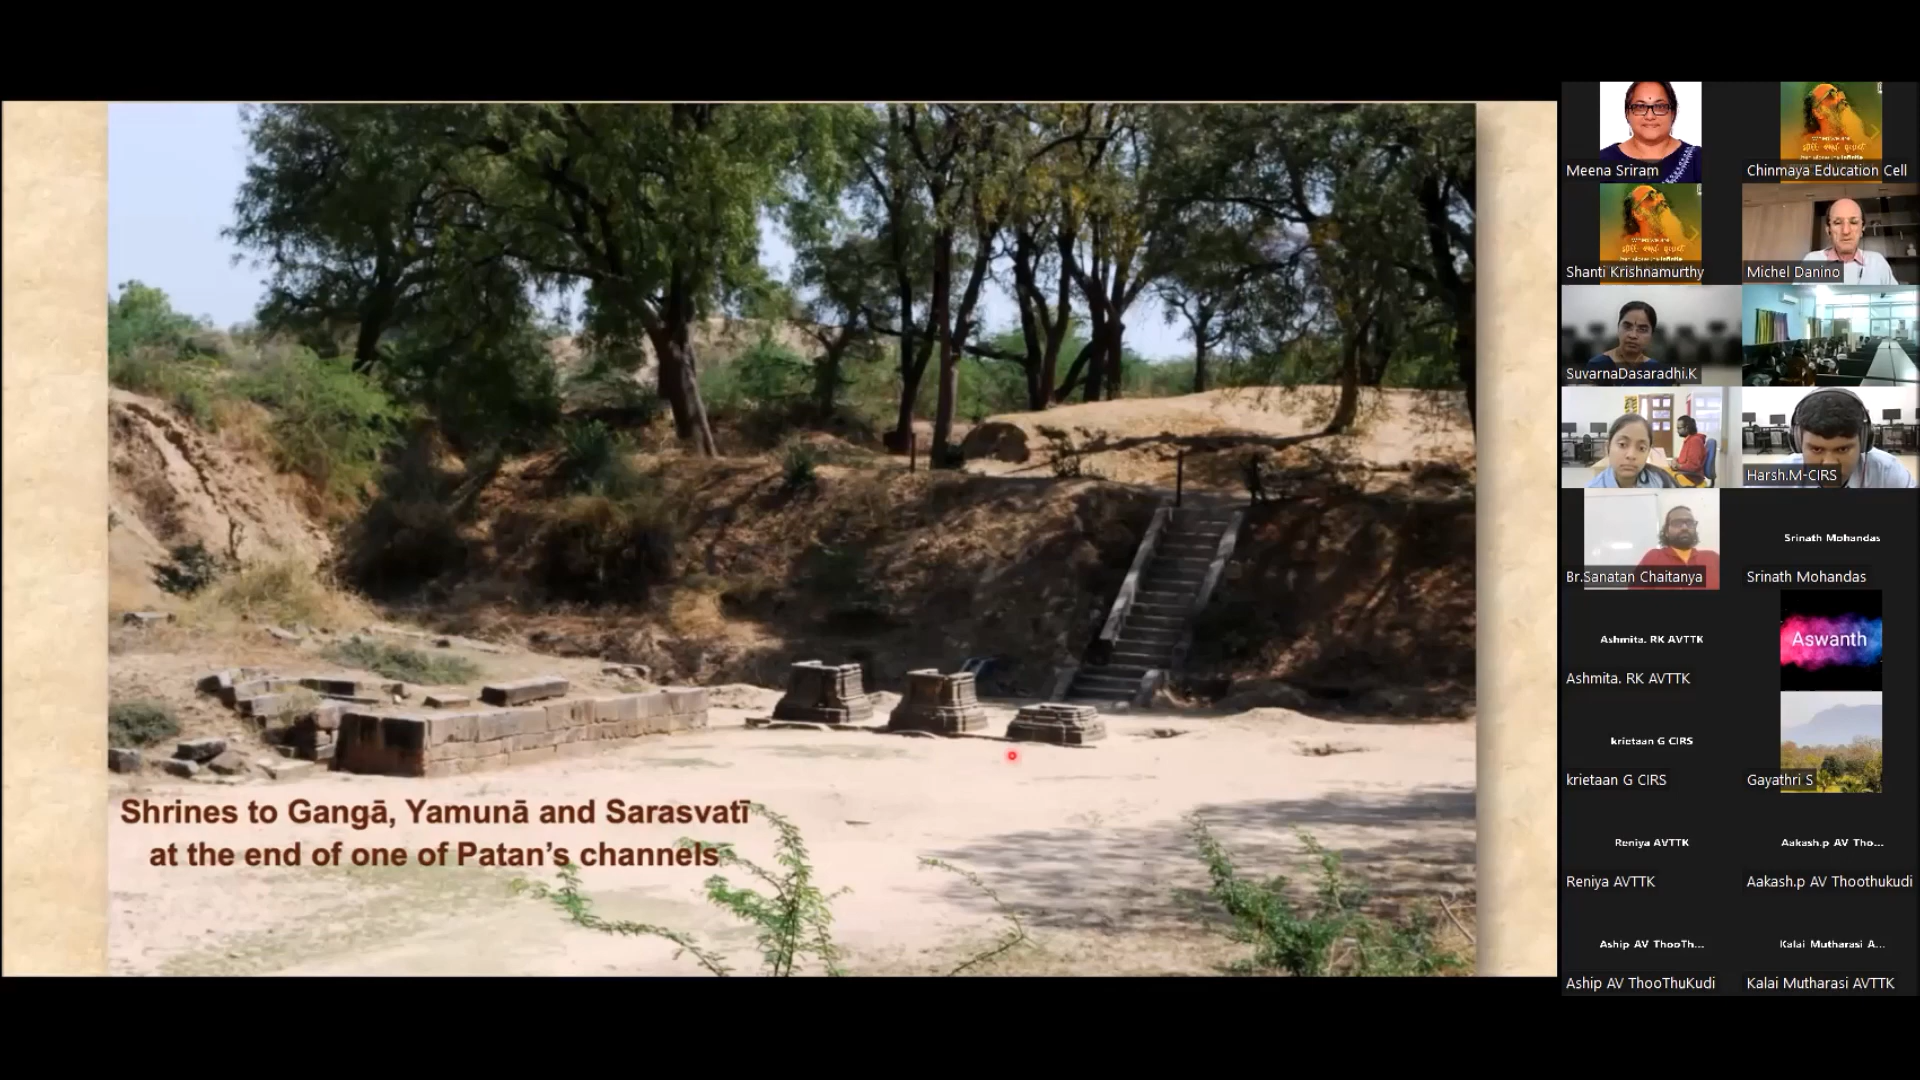 Shrines to Gangā, Yamunā and Sarasvatī
at the end of one of Patan's channels
Meena Sriram
Chinmaya Education Cell
Shanti Krishnamurthy
Michel Danino
SuvarnaDasaradhi.K
Harsh.M-CIRS
Br.Sanatan Chaitanya
Srinath Mohandas
Srinath Mohandas
Ashmita. RK AVTTK
Ashmita. RK AVTTK
Aswanth
krietaan G CIRS
krietaan G CIRS
Gayathri S
Reniya AVTTK
Reniya AVTTK
Aakash.p AV Tho...
Aakash.p AV Thoothukudi
Aship AV ThooTh...
Aship AV ThooThuKudi
Kalai Mutharasi A...
Kalai Mutharasi AVTTK